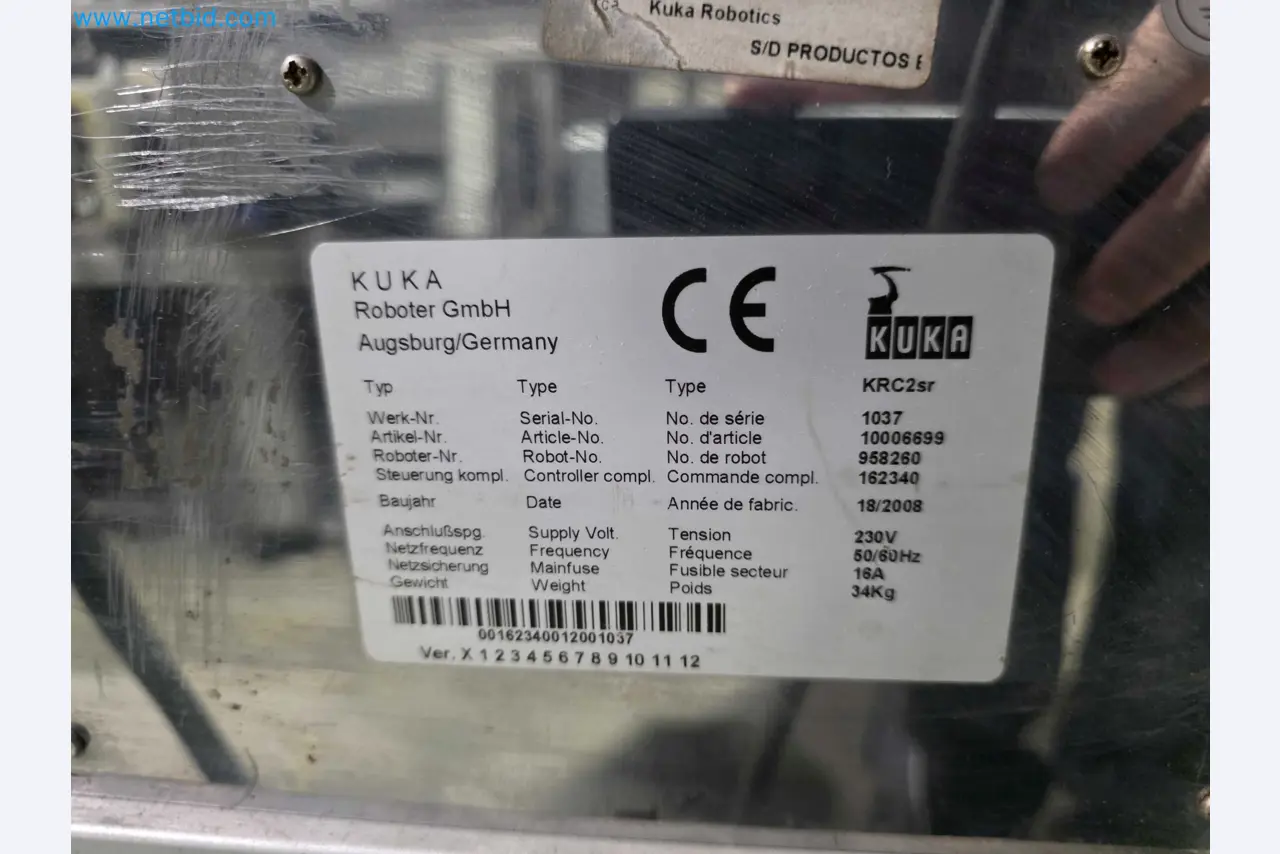 www.netbid.com
Kuka Robotics
S/D PRODUCTOS
KUKA
Roboter GmbH
Augsburg/Germany
CE
KUKA
Typ Type Type KRC2sr
Werk-Nr. Serial-No. No. de série 1037
Artikel-Nr. Article-No. No. d'article 10006699
Roboter-Nr. Robot-No. No. de robot 958260
Steuerung kompl. Controller compl. Commande compl. 162340
Baujahr Date Année de fabric. 18/2008
Anschlußspg. Supply Volt. Tension 230V
Netzfrequenz Frequency Fréquence 50/60Hz
Netzsicherung Mainfuse Fusible secteur 16A
Gewicht Weight Poids 34Kg
00162340012001037
Ver. X 1 2 3 4 5 6 7 8 9 10 11 12